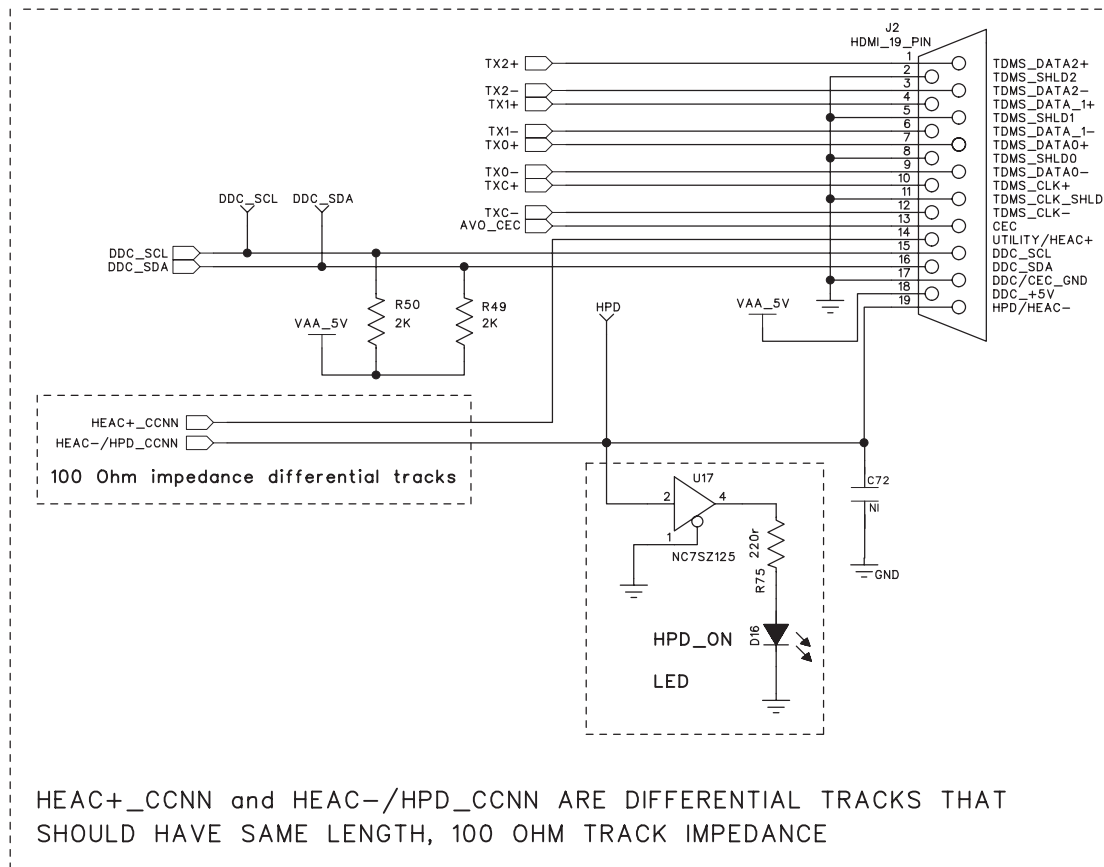 J2
HDMI_19_PIN
TX2+ 1 TDMS_DATA2+
2 TDMS_SHLD2
TX2- 3 TDMS_DATA2-
TX1+ 4 TDMS_DATA_1+
5 TDMS_SHLD1
TX1- 6 TDMS_DATA_1-
TX0+ 7 TDMS_DATA0+
8 TDMS_SHLD0
TX0- 9 TDMS_DATA0-
TXC+ 10 TDMS_CLK+
11 TDMS_CLK_SHLD
TXC- 12 TDMS_CLK-
AVO_CEC 13 CEC
14 UTILITY/HEAC+
15 DDC_SCL
16 DDC_SDA
17 DDC/CEC_GND
18 DDC_+5V
19 HPD/HEAC-
DDC_SCL DDC_SDA
DDC_SCL
DDC_SDA
R50
2K
R49
2K
VAA_5V
HPD
VAA_5V
HEAC+_CCNN
HEAC-/HPD_CCNN
100 Ohm impedance differential tracks
U17
2 4
1
NC7SZ125
220r
R75
D16
HPD_ON
LED
C72
NI
GND
HEAC+_CCNN and HEAC-/HPD_CCNN ARE DIFFERENTIAL TRACKS THAT
SHOULD HAVE SAME LENGTH, 100 OHM TRACK IMPEDANCE